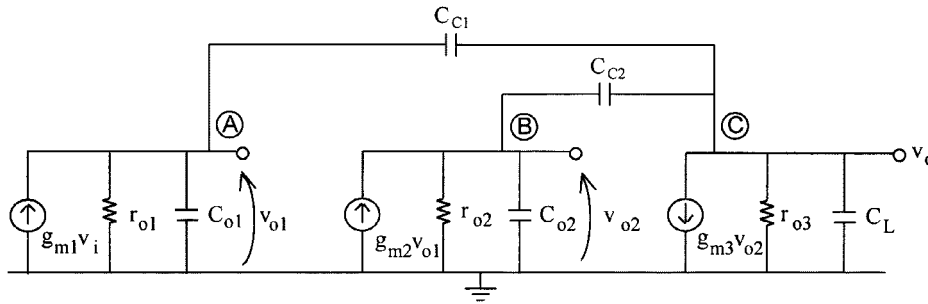 C_C1
C_C2
A
B
C
v_o
g_m1 v_i
r_o1
C_o1
v_o1
g_m2 v_o1
r_o2
C_o2
v_o2
g_m3 v_o2
r_o3
C_L